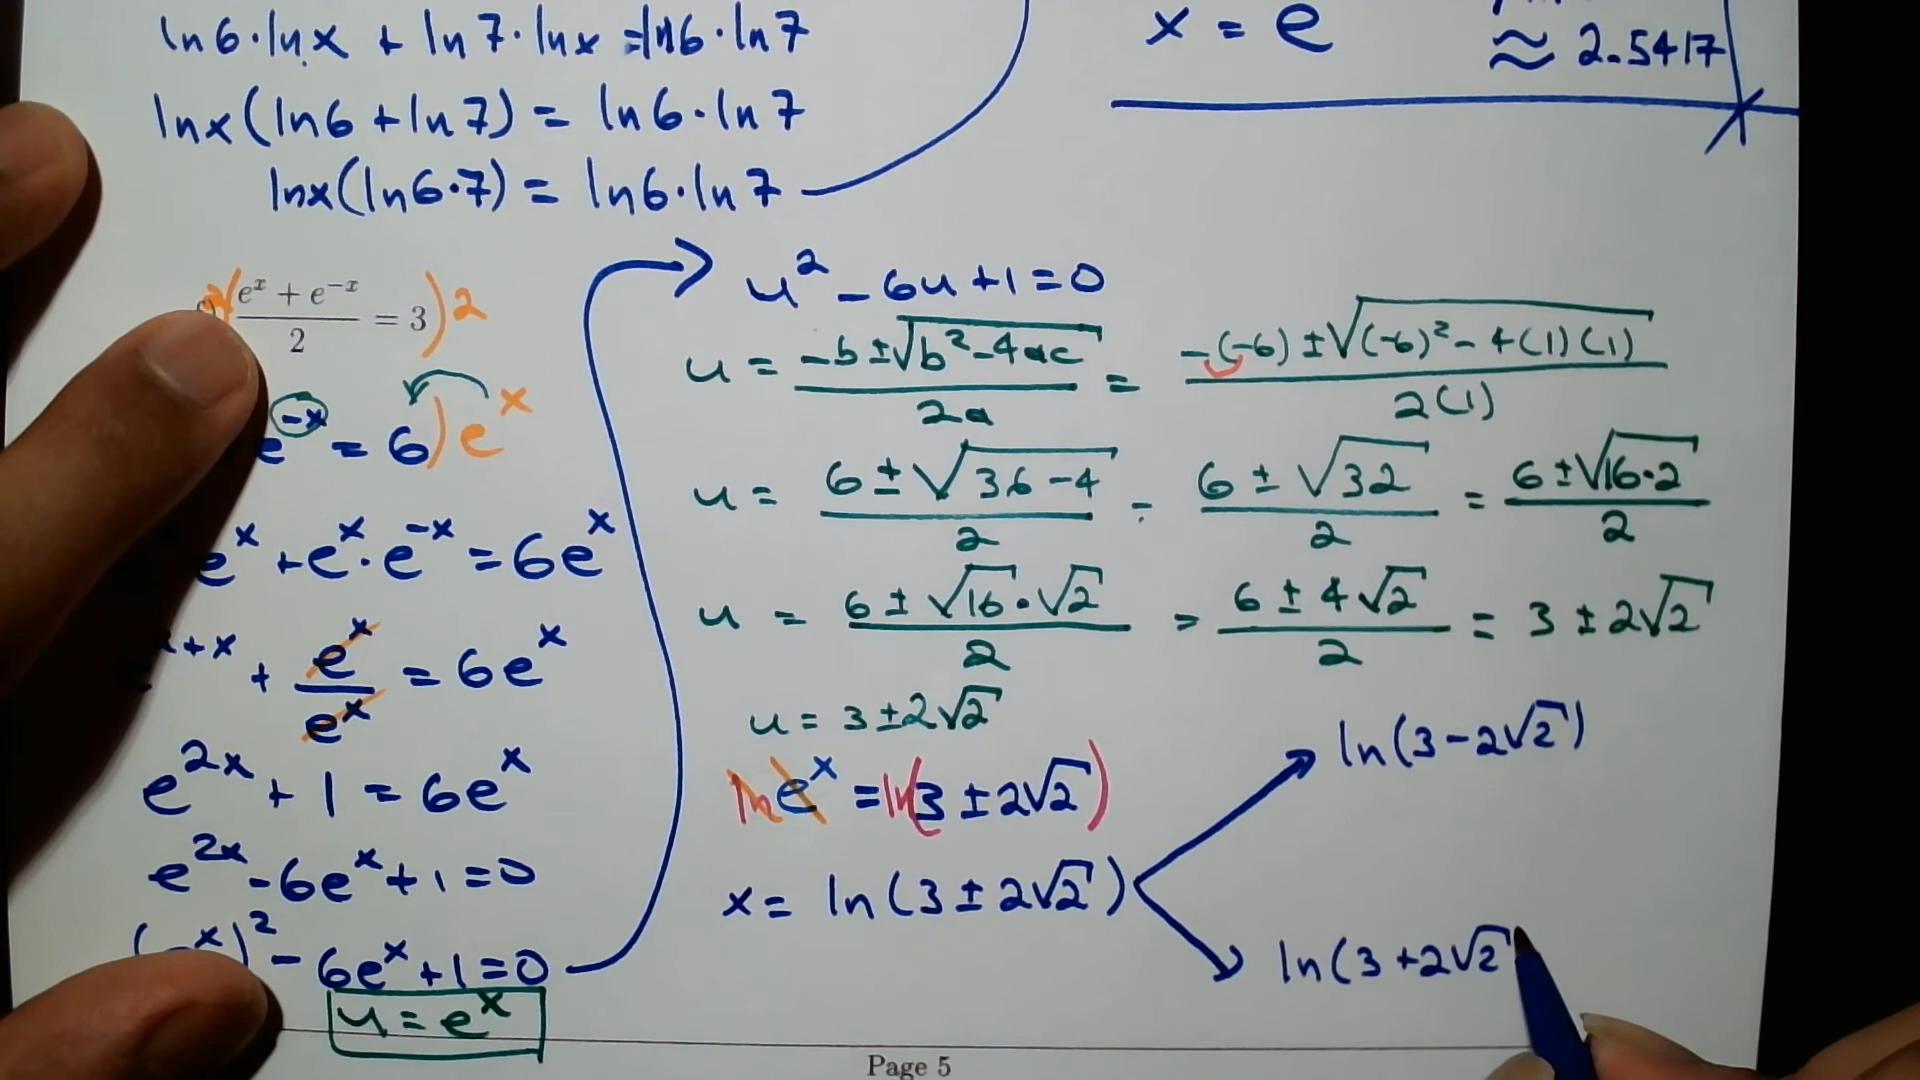 ln6·lnx + ln7·lnx = ln6·ln7
lnx(ln6 + ln7) = ln6·ln7
lnx(ln6·7) = ln6·ln7
x = e
≈ 2.5417
(e^x + e^{-x})/2 = 3) 2
e^{-x} = 6) e^x
e^x + e^x·e^{-x} = 6e^x
+x + e^x/e^x = 6e^x
e^{2x} + 1 = 6e^x
e^{2x} - 6e^x + 1 = 0
( x)^2 - 6e^x + 1 = 0
u = e^x
u^2 - 6u + 1 = 0
u = (-b ± √(b^2 - 4ac))/2a = (-(-6) ± √((-6)^2 - 4(1)(1)))/2(1)
u = (6 ± √(36-4))/2 = (6 ± √32)/2 = (6 ± √(16·2))/2
u = (6 ± √16·√2)/2 = (6 ± 4√2)/2 = 3 ± 2√2
u = 3 ± 2√2
ln e^x = ln(3 ± 2√2)
x = ln(3 ± 2√2)
ln(3 - 2√2)
ln(3 + 2√2
Page 5